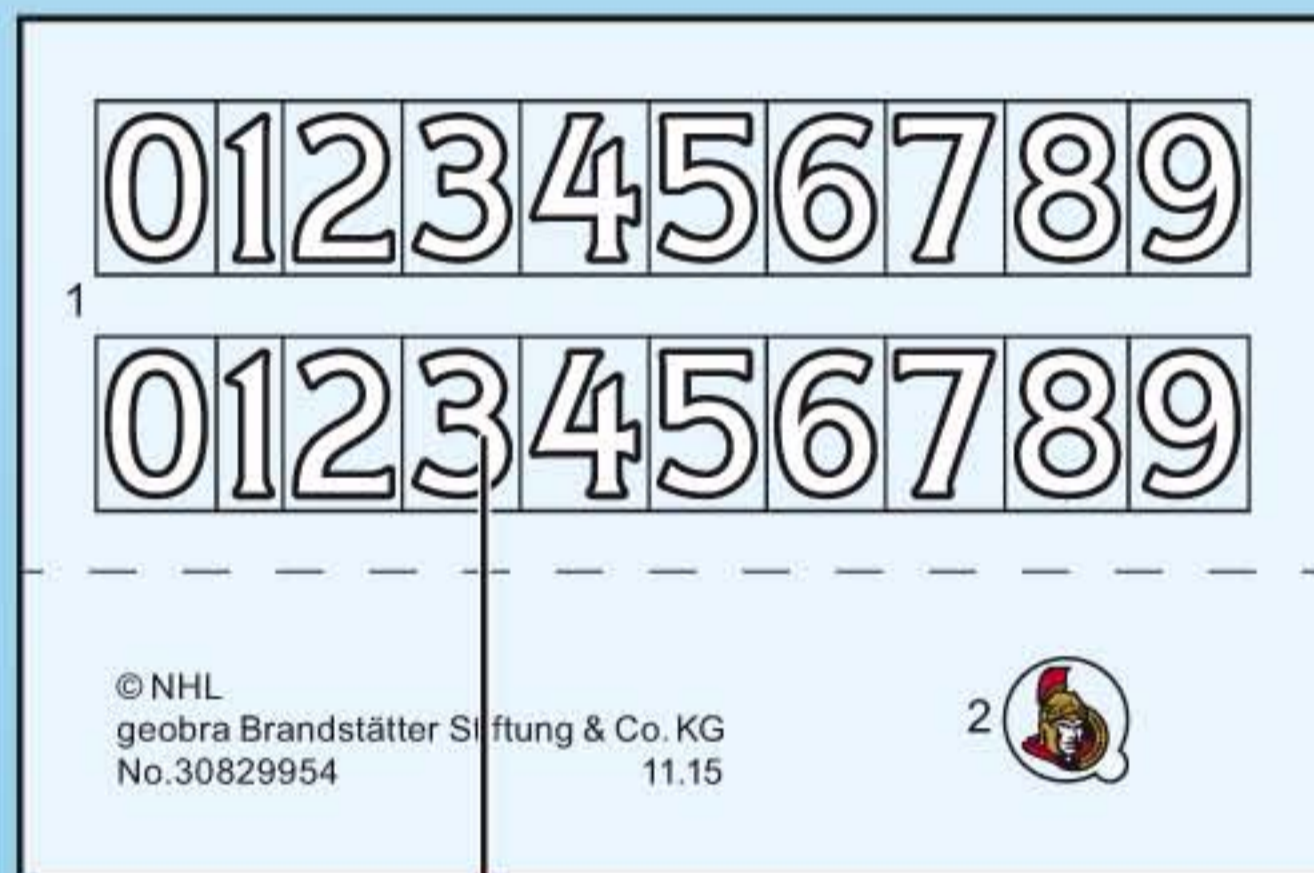 0123456789
1
0123456789
© NHL
geobra Brandstätter Stiftung & Co. KG
No.30829954 11.15
2